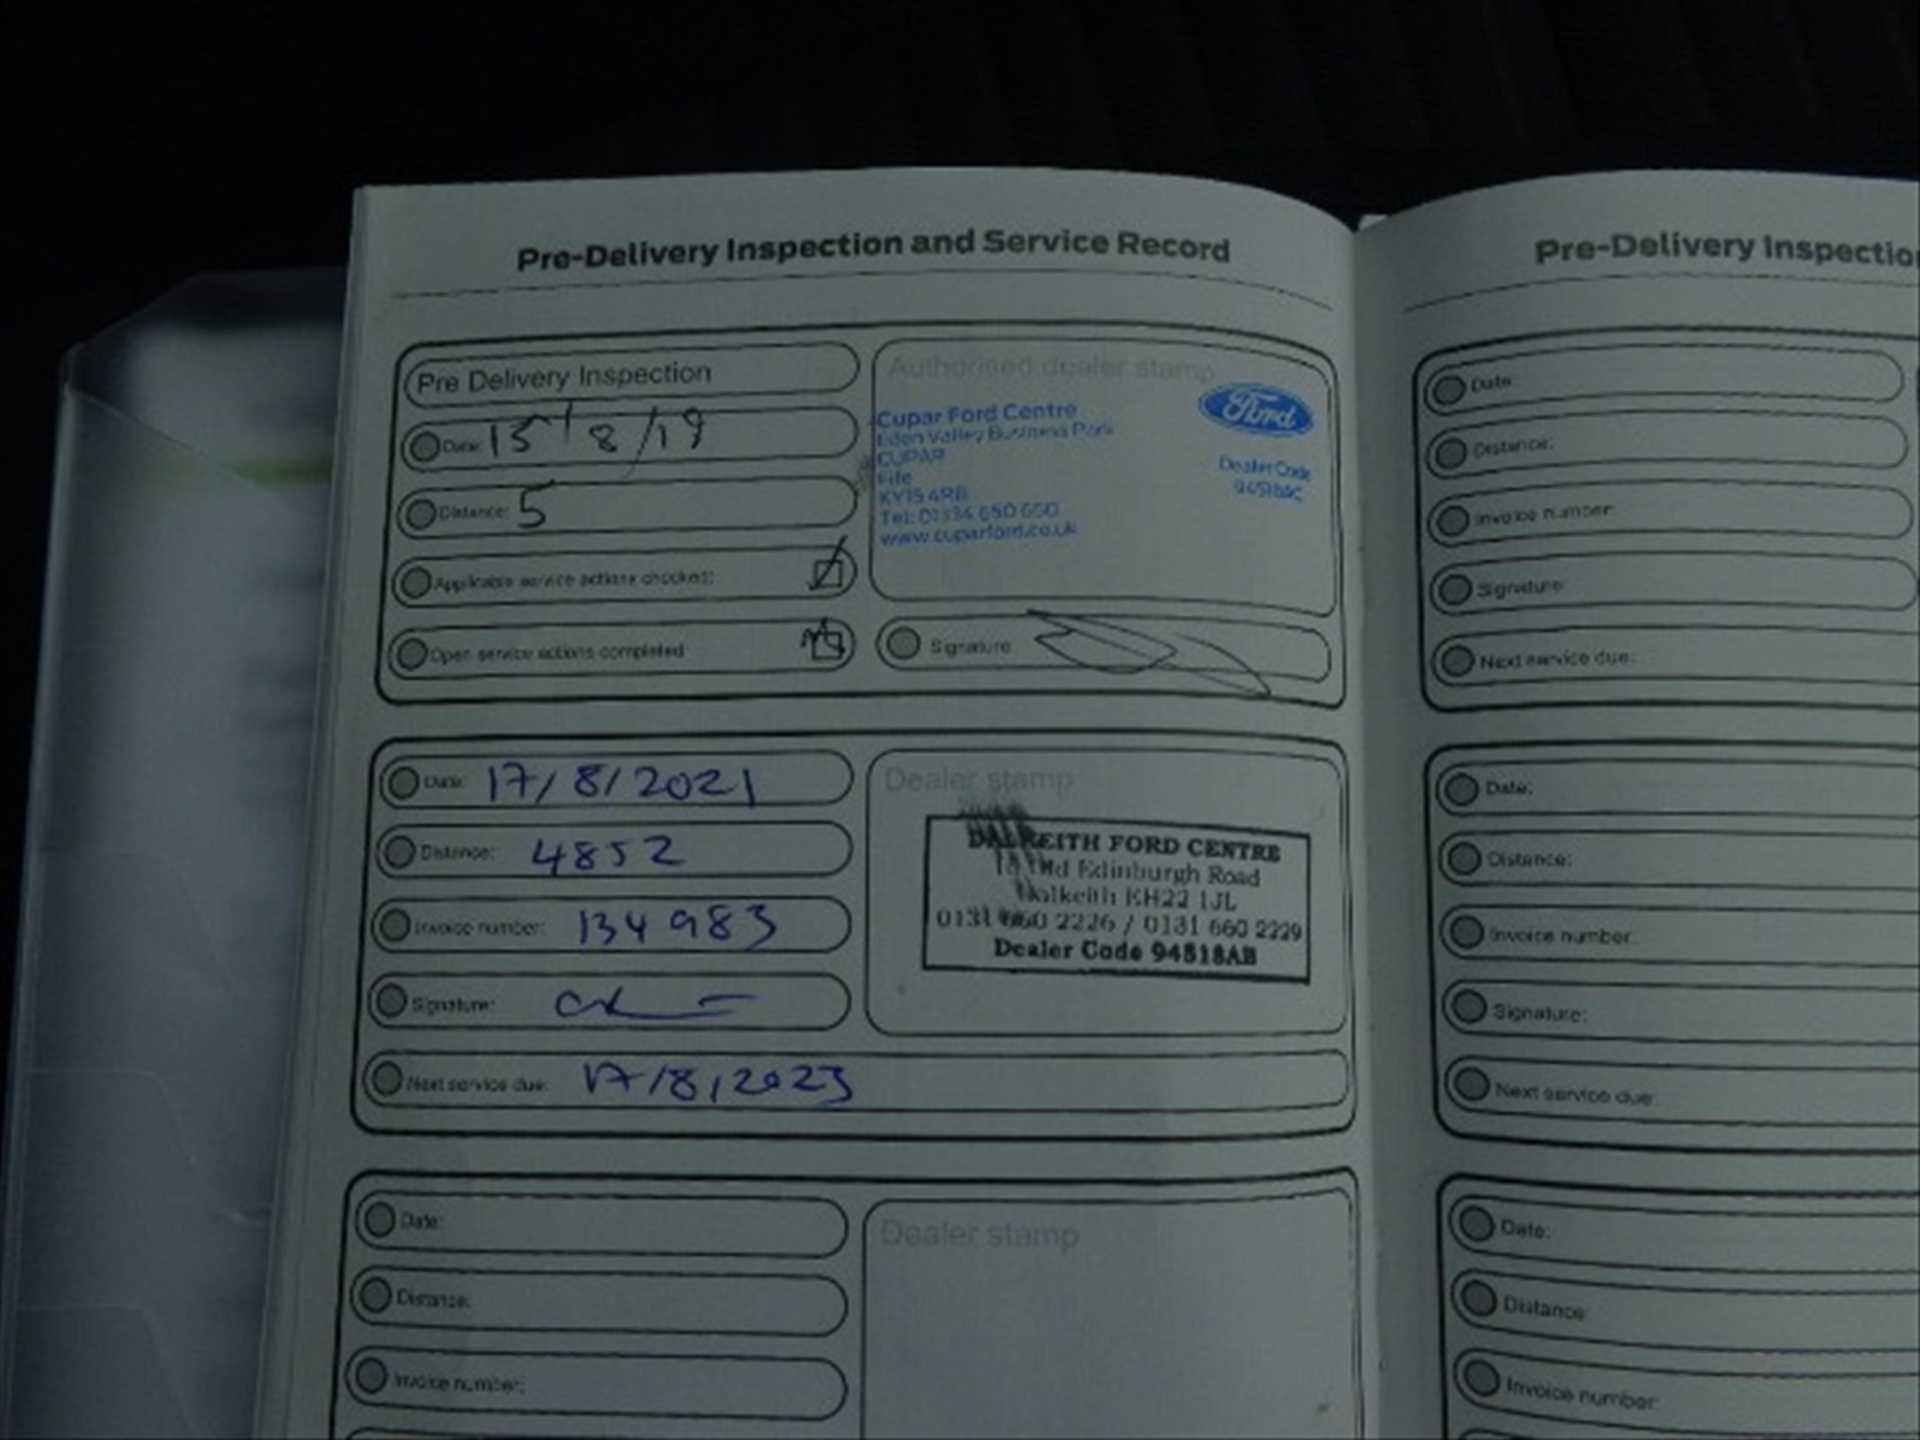 Pre-Delivery Inspection and Service Record
Pre Delivery Inspection
Date: 15/8/19
Distance: 5
Applicable service actions checked:
Open service actions completed
Authorised dealer stamp
Ford
Cupar Ford Centre
Eden Valley Business Park
CUPAR
Fife
KY15 4RB
Tel: 01334 650 650
www.cuparford.co.uk
Dealer Code
Signature
Date: 17/8/2021
Distance: 4852
Invoice number: 134983
Signature:
Next service due: 17/8/2023
Dealer stamp
DALKEITH FORD CENTRE
Old Edinburgh Road
Dalkeith EH22 1JL
0131 660 2226 / 0131 660 2229
Dealer Code 94518AB
Date:
Distance:
Invoice number:
Dealer stamp
Pre-Delivery Inspectio
Date:
Distance:
Invoice number:
Signature:
Next service due:
Date:
Distance:
Invoice number:
Signature:
Next service due:
Date:
Distance:
Invoice number: